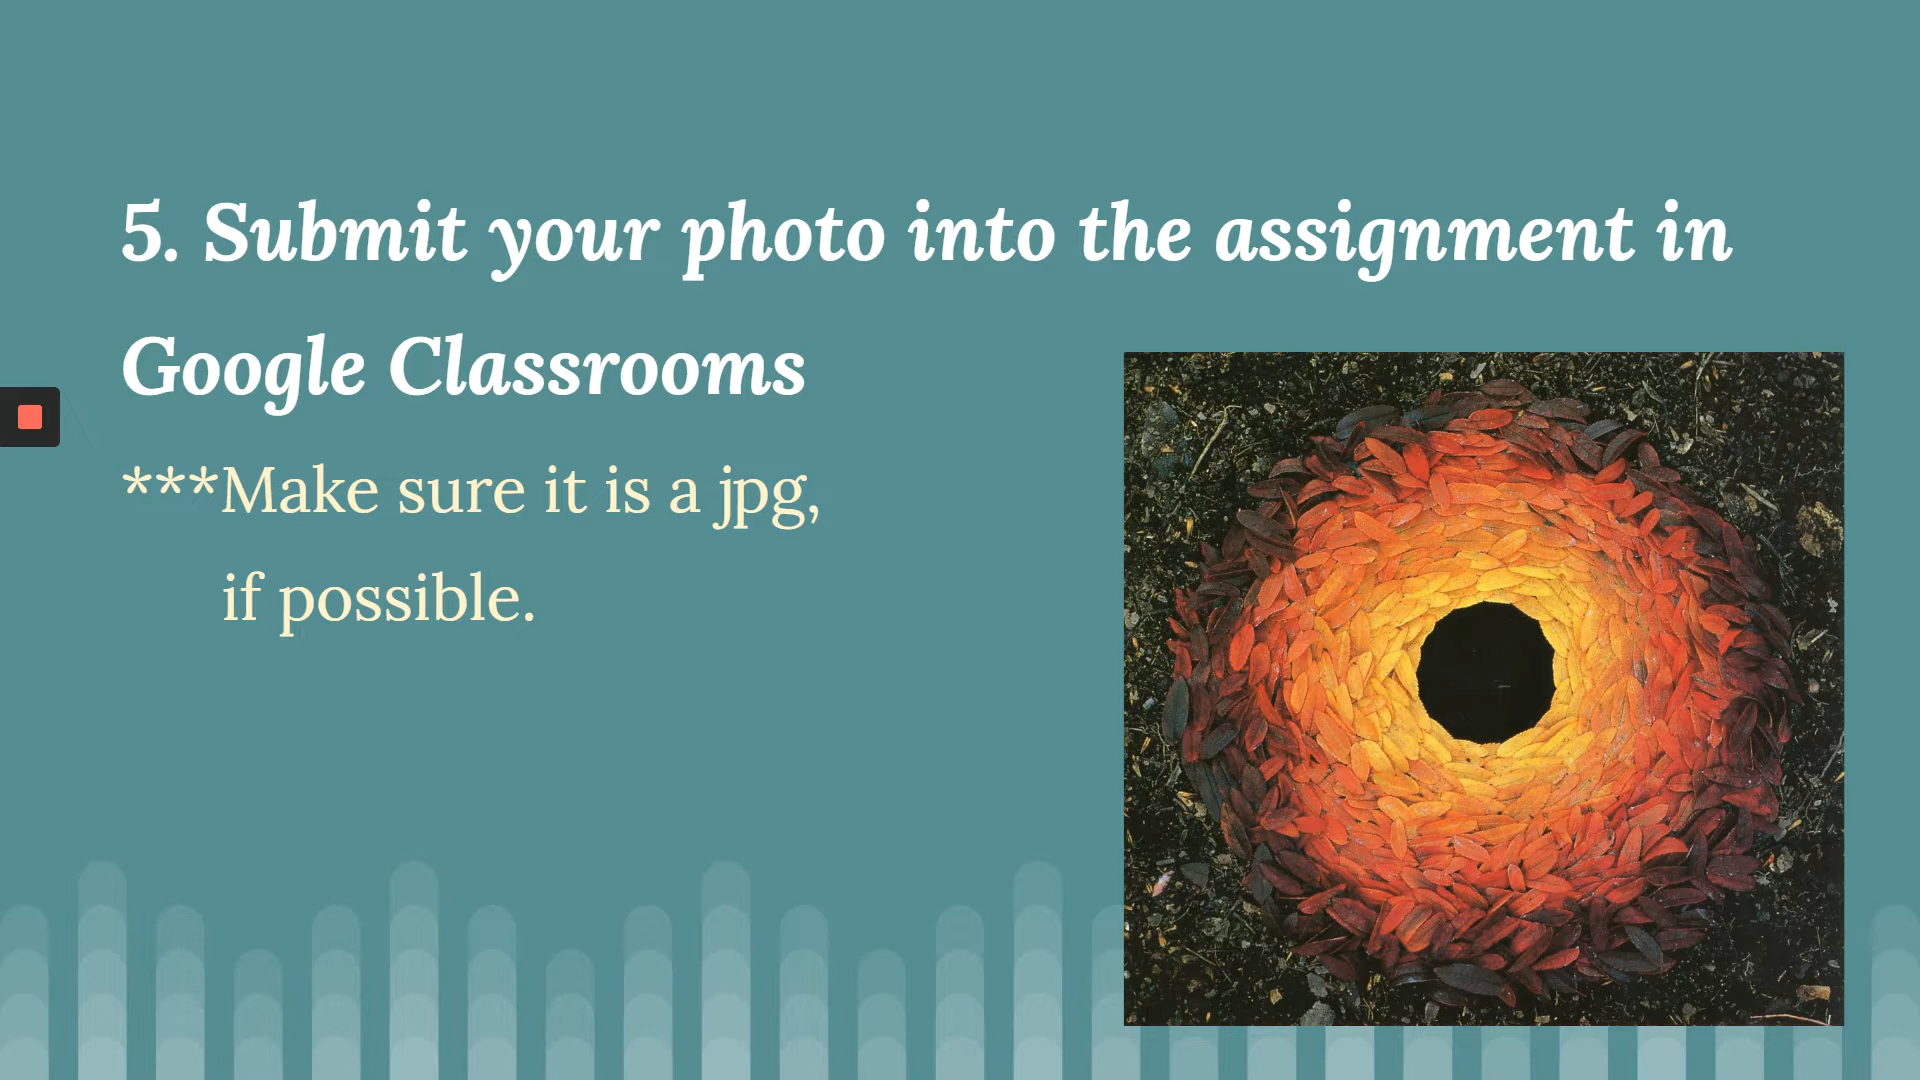 5. Submit your photo into the assignment in
Google Classrooms
***Make sure it is a jpg,
if possible.